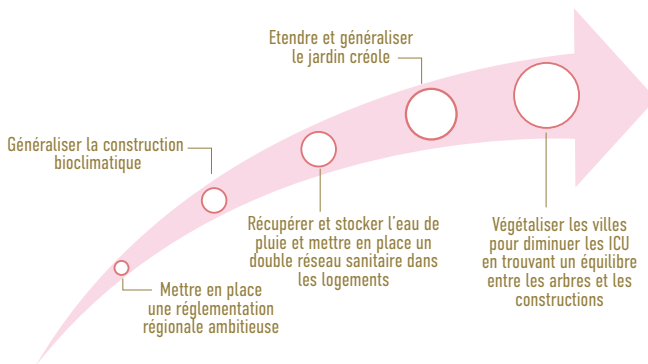 Etendre et généraliser
le jardin créole
Généraliser la construction
bioclimatique
Récupérer et stocker l'eau de
pluie et mettre en place un
double réseau sanitaire dans
les logements
Végétaliser les villes
pour diminuer les ICU
en trouvant un équilibre
entre les arbres et les
constructions
Mettre en place
une réglementation
régionale ambitieuse